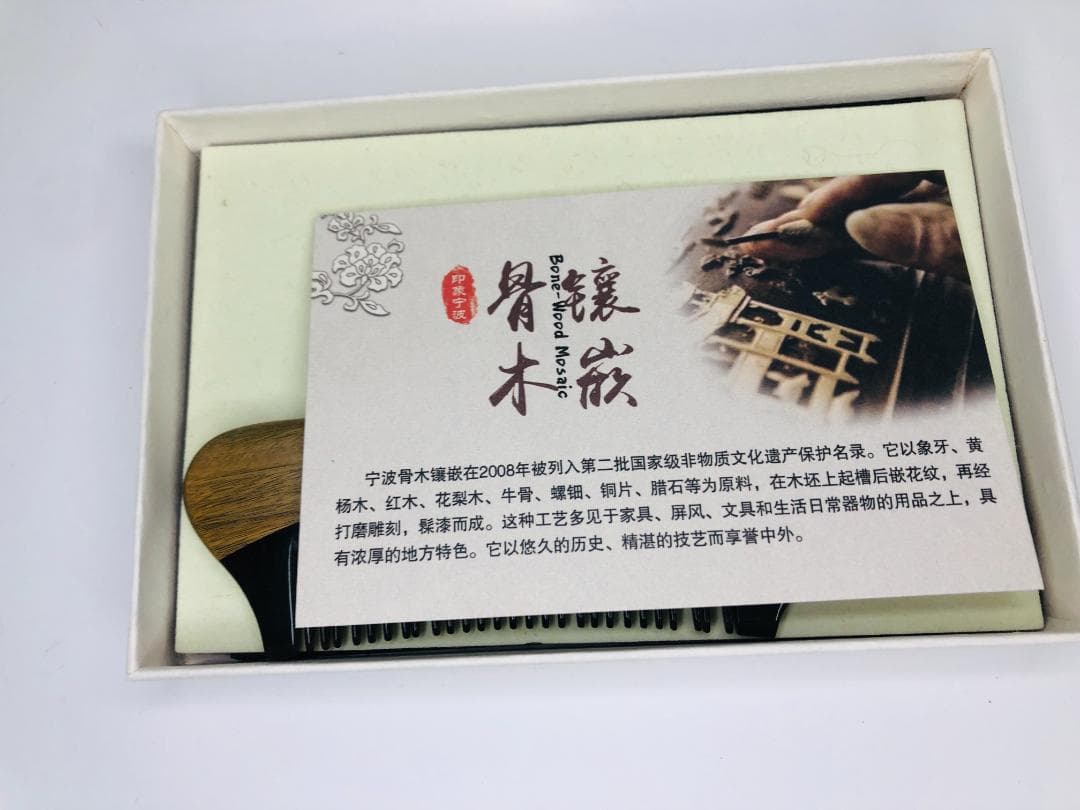 印象宁波
骨木
镶嵌
Bone-Wood Mosaic
宁波骨木镶嵌在2008年被列入第二批国家级非物质文化遗产保护名录。它以象牙、黄
杨木、红木、花梨木、牛骨、螺钿、铜片、腊石等为原料，在木坯上起槽后嵌花纹，再经
打磨雕刻，髹漆而成。这种工艺多见于家具、屏风、文具和生活日常器物的用品之上，具
有浓厚的地方特色。它以悠久的历史、精湛的技艺而享誉中外。